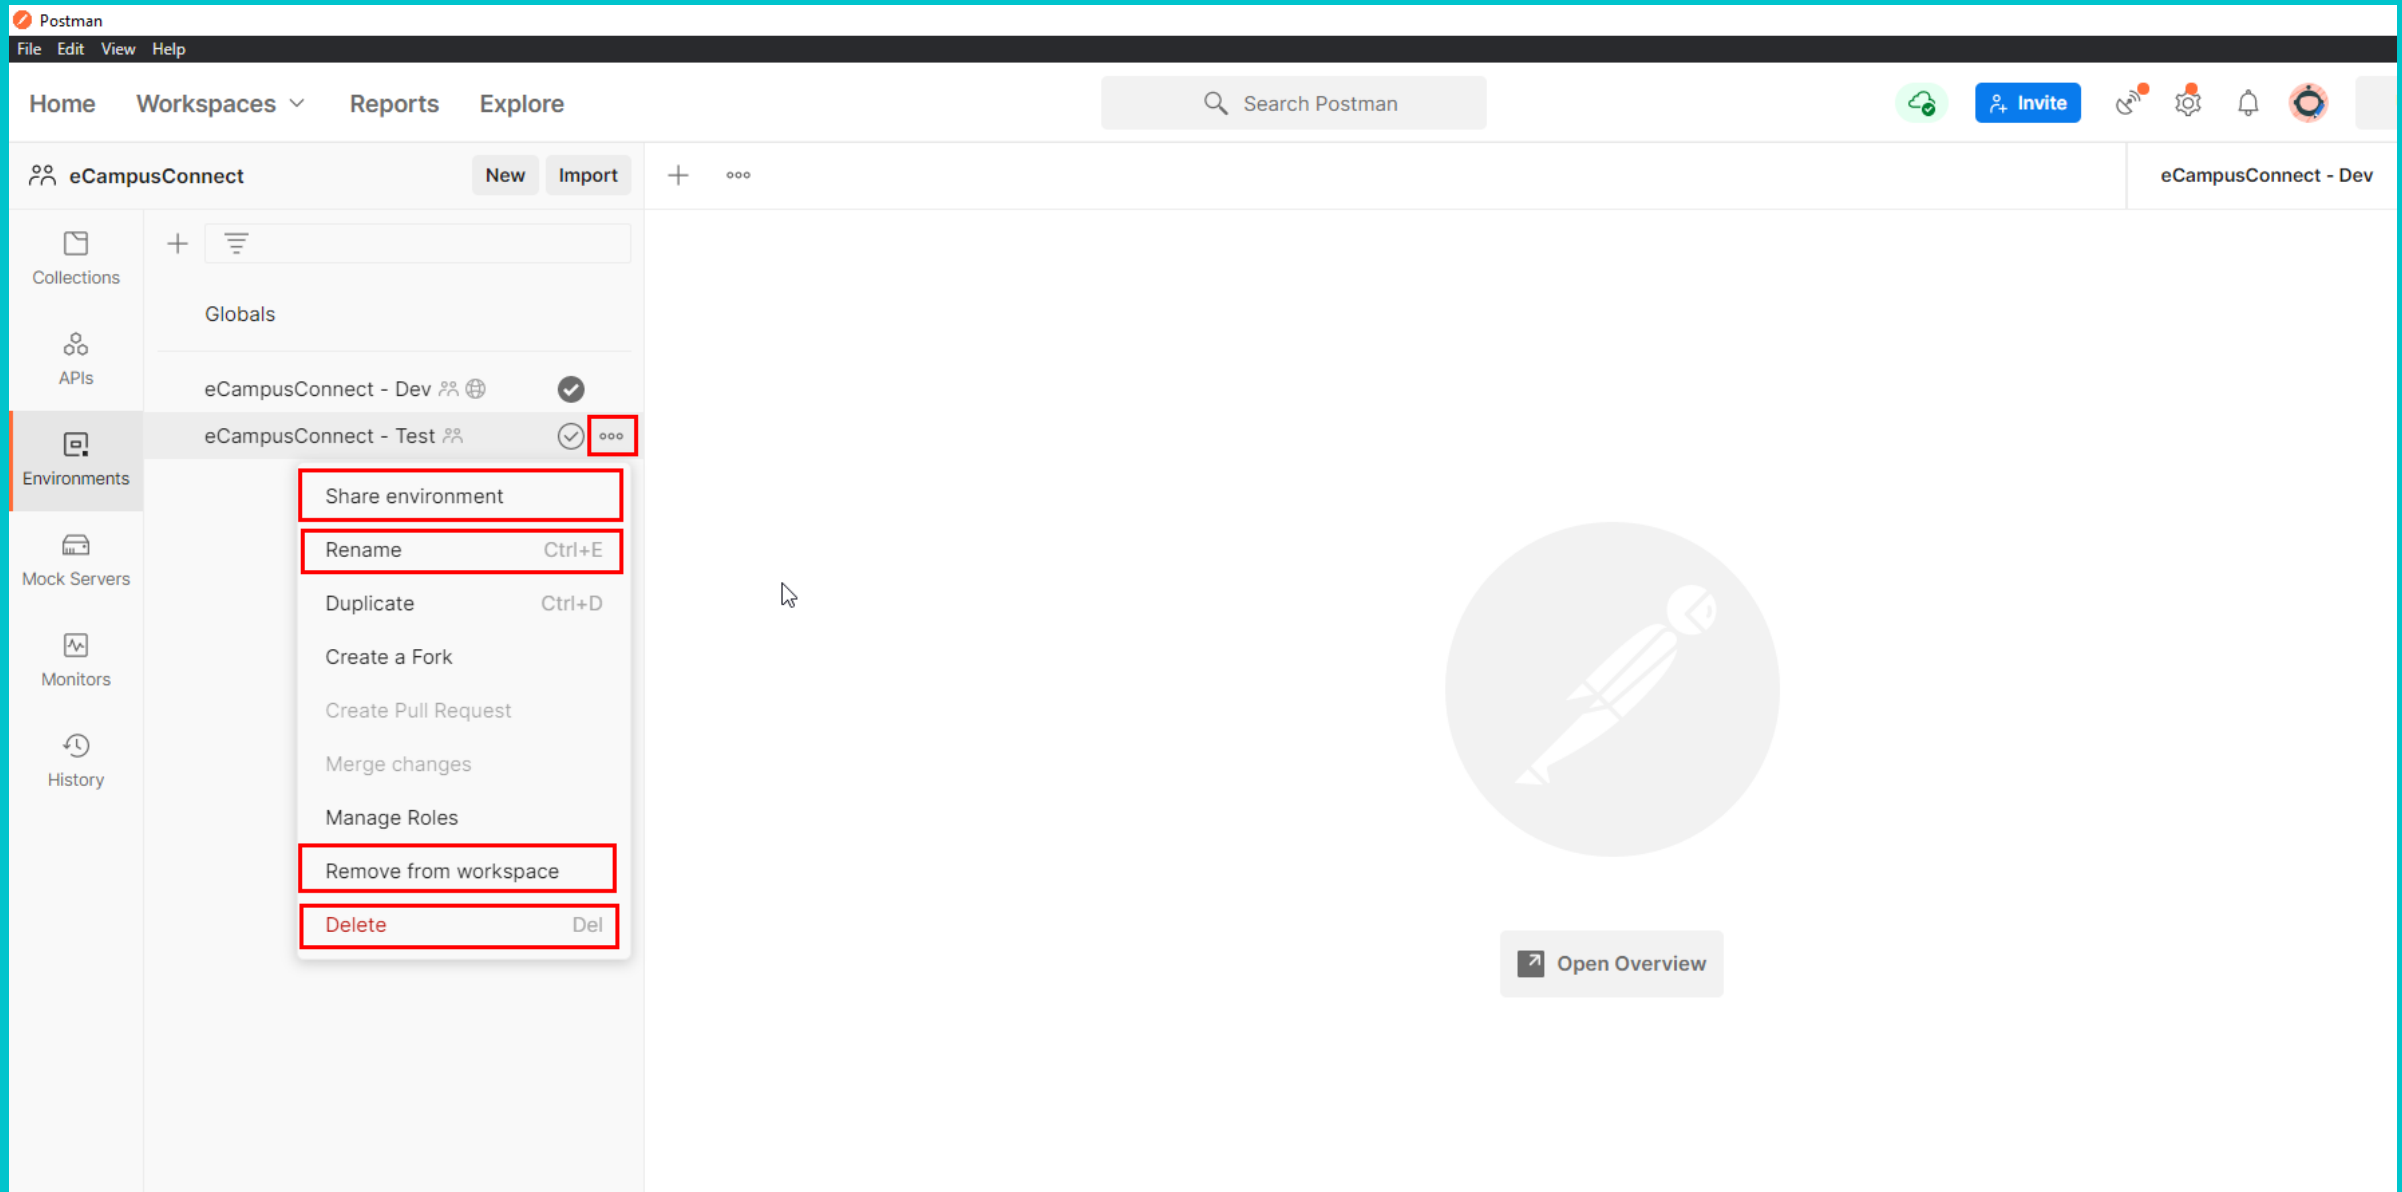 Postman
File Edit View Help
Home Workspaces Reports Explore Search Postman Invite
eCampusConnect New Import eCampusConnect - Dev
Collections
Globals
APIs
eCampusConnect - Dev
eCampusConnect - Test
Environments
Share environment
Rename Ctrl+E
Mock Servers
Duplicate Ctrl+D
Create a Fork
Monitors
Create Pull Request
Merge changes
History
Manage Roles
Remove from workspace
Delete Del
Open Overview